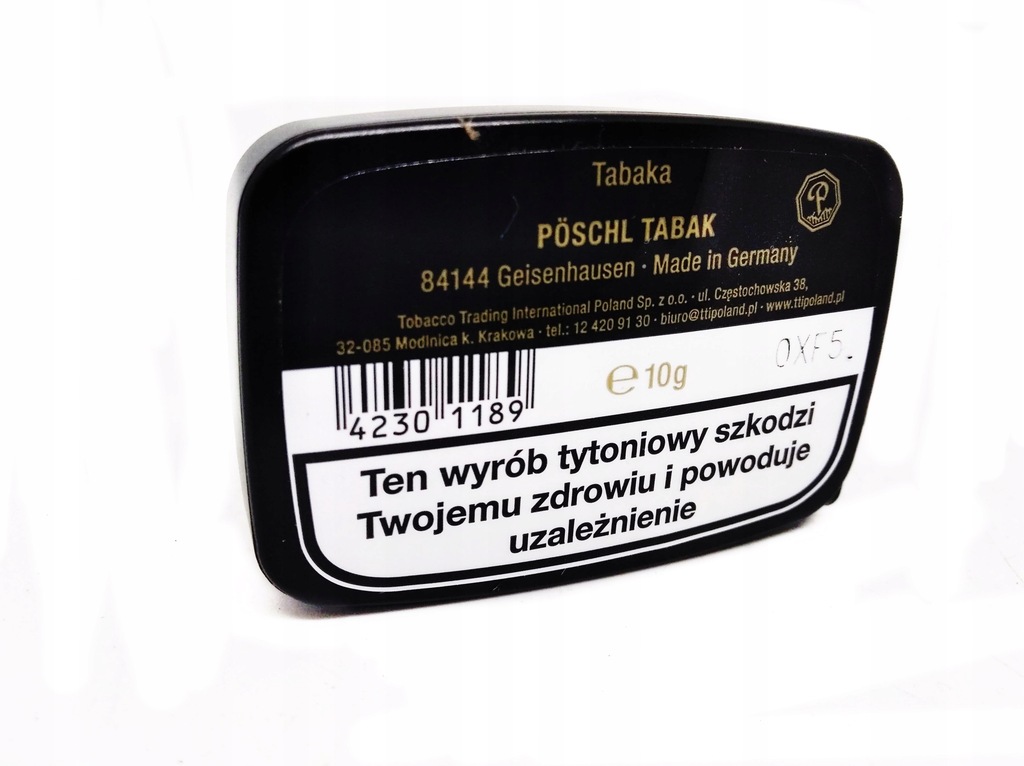 Tabaka
P
PÖSCHL TABAK
84144 Geisenhausen · Made in Germany
Tobacco Trading International Poland Sp. z o.o. · ul. Częstochowska 38,
32-085 Modlnica k. Krakowa · tel.: 12 420 91 30 · biuro@ttipoland.pl · www.ttipoland.pl
4230 1189
℮ 10g
OXF5
Ten wyrób tytoniowy szkodzi
Twojemu zdrowiu i powoduje
uzależnienie